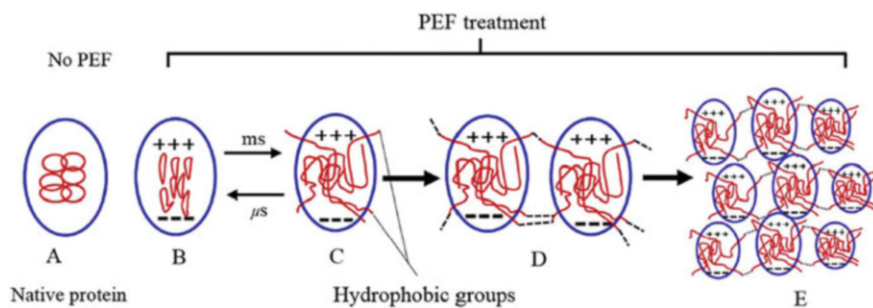 PEF treatment
No PEF
+++
+++
+++
+++
+++
+++
+++
+++
+++
+++
+++
+++
+++
ms
μs
A
B
C
D
E
Native protein
Hydrophobic groups